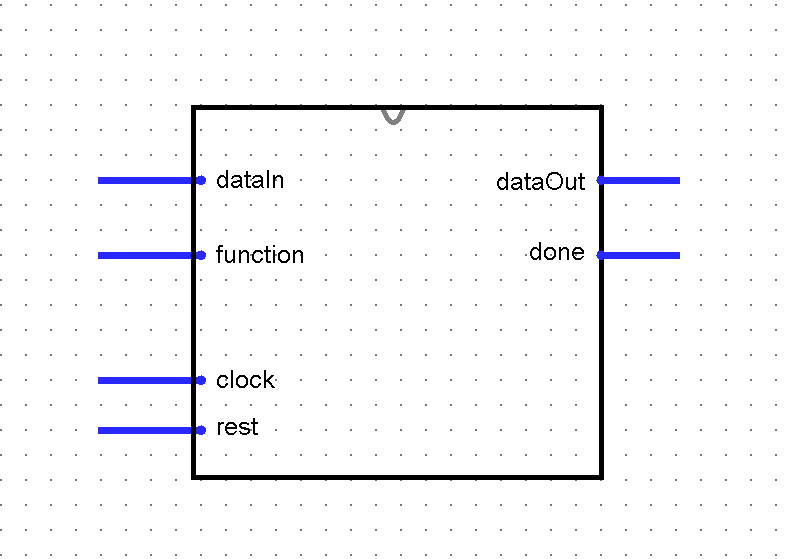 dataIn
function
clock
rest
dataOut
done